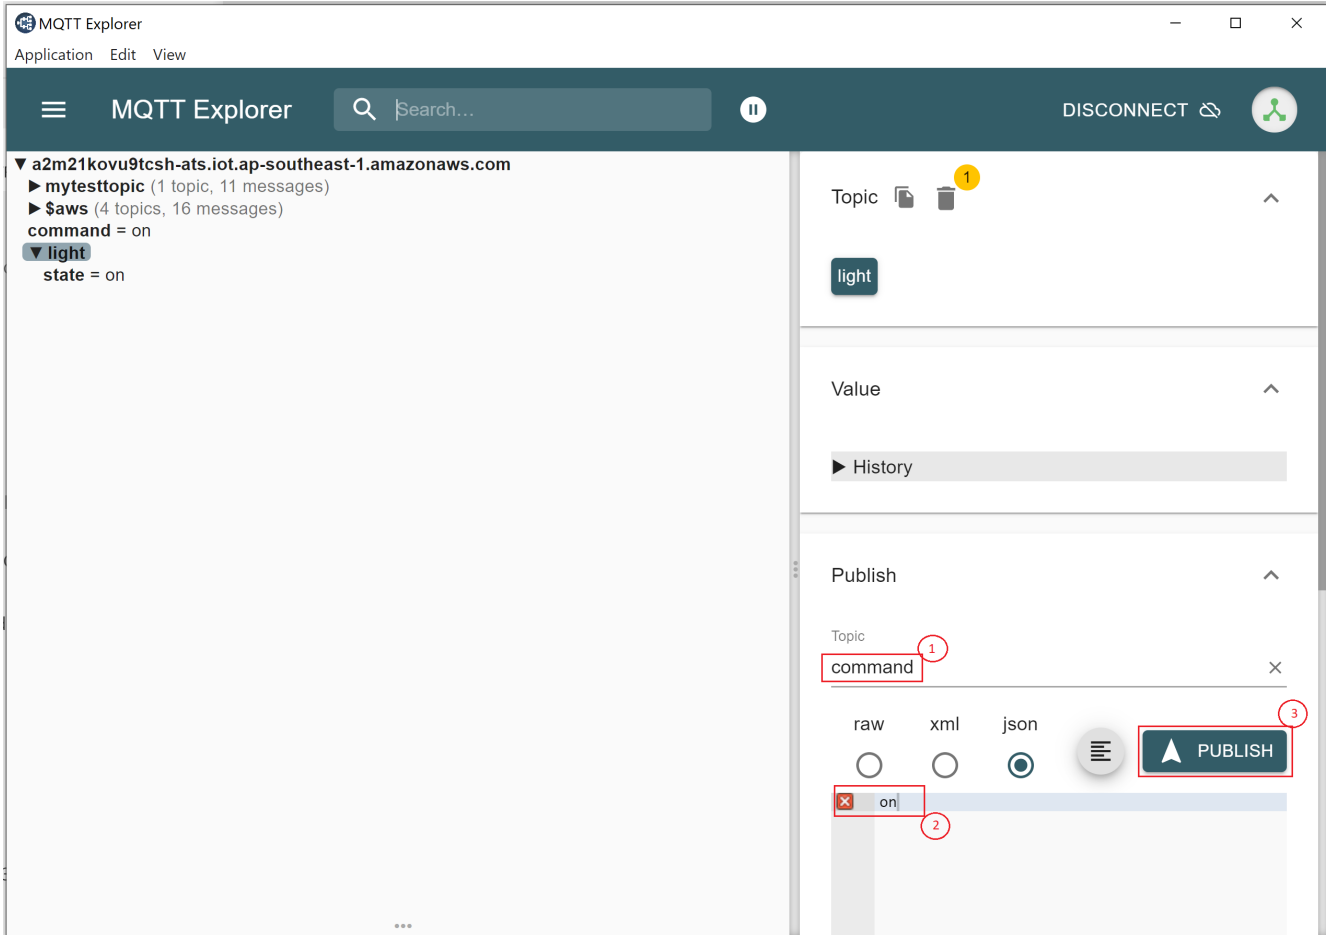 MQTT Explorer
Application Edit View
MQTT Explorer
Search...
DISCONNECT
a2m21kovu9tcsh-ats.iot.ap-southeast-1.amazonaws.com
mytesttopic (1 topic, 11 messages)
$aws (4 topics, 16 messages)
command = on
light
state = on
Topic
1
light
Value
History
Publish
Topic
command
1
raw xml json
PUBLISH
3
on
2